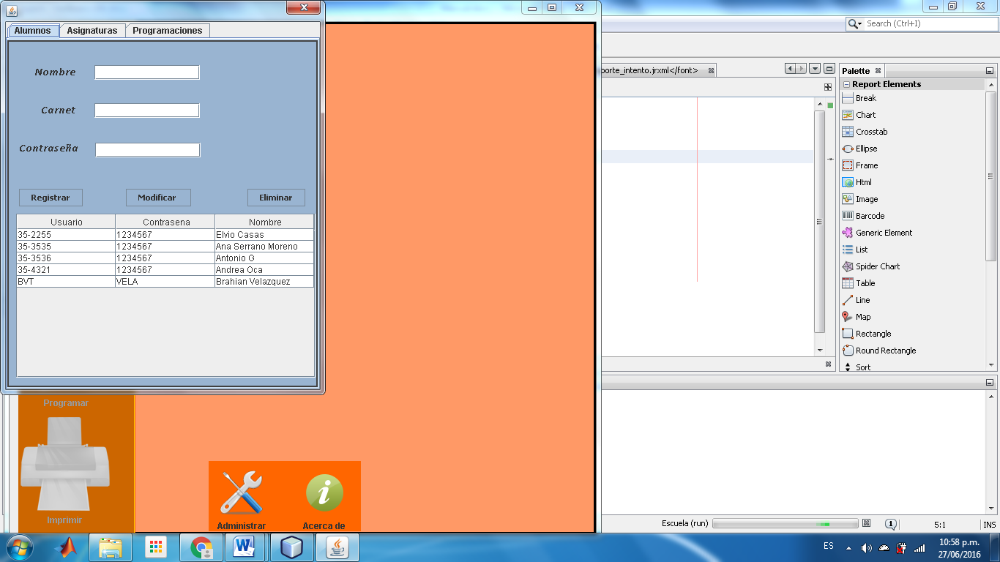 Alumnos Asignaturas Programaciones
Nombre
Carnet
Contraseña
Registrar Modificar Eliminar
Usuario Contrasena Nombre
35-2255 1234567 Elvio Casas
35-3535 1234567 Ana Serrano Moreno
35-3536 1234567 Antonio G
35-4321 1234567 Andrea Oca
BVT VELA Brahian Velazquez
Programar
Imprimir
Administrar Acerca de
Search (Ctrl+I)
porte_intento.jrxml</font>
Palette
Report Elements
Break
Chart
Crosstab
Ellipse
Frame
Html
Image
Barcode
Generic Element
List
Spider Chart
Table
Line
Map
Rectangle
Round Rectangle
Sort
Escuela (run) 1 5:1 INS
ES
10:58 p.m.
27/06/2016